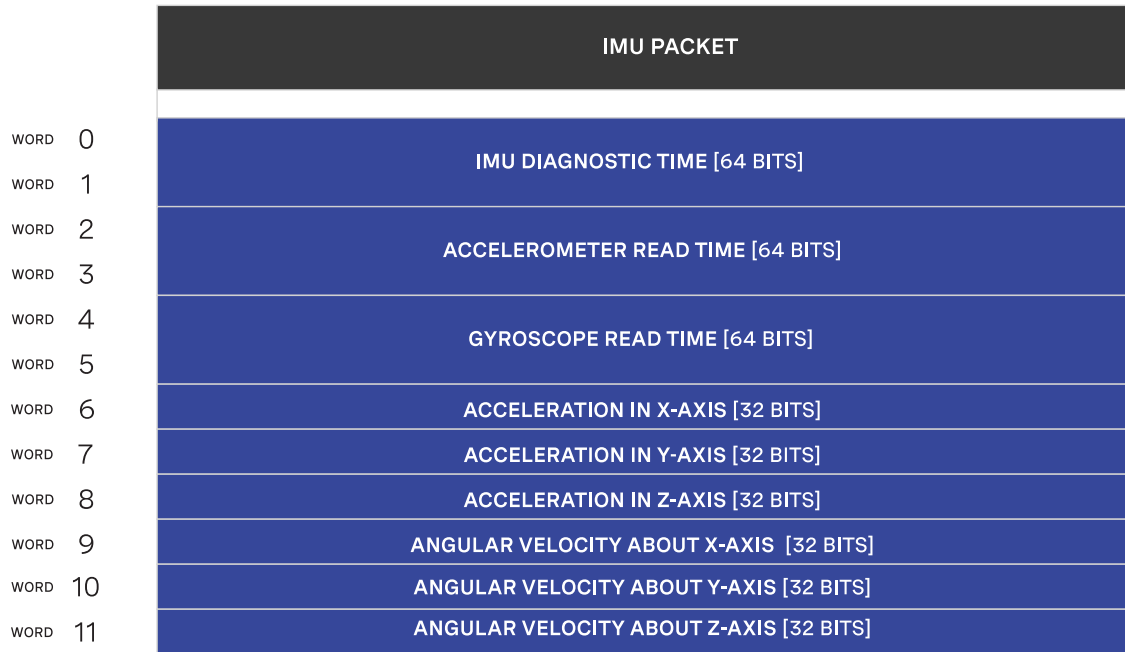 IMU PACKET
WORD 0
IMU DIAGNOSTIC TIME [64 BITS]
WORD 1
WORD 2
ACCELEROMETER READ TIME [64 BITS]
WORD 3
WORD 4
GYROSCOPE READ TIME [64 BITS]
WORD 5
WORD 6 ACCELERATION IN X-AXIS [32 BITS]
WORD 7 ACCELERATION IN Y-AXIS [32 BITS]
WORD 8 ACCELERATION IN Z-AXIS [32 BITS]
WORD 9 ANGULAR VELOCITY ABOUT X-AXIS [32 BITS]
WORD 10 ANGULAR VELOCITY ABOUT Y-AXIS [32 BITS]
WORD 11 ANGULAR VELOCITY ABOUT Z-AXIS [32 BITS]